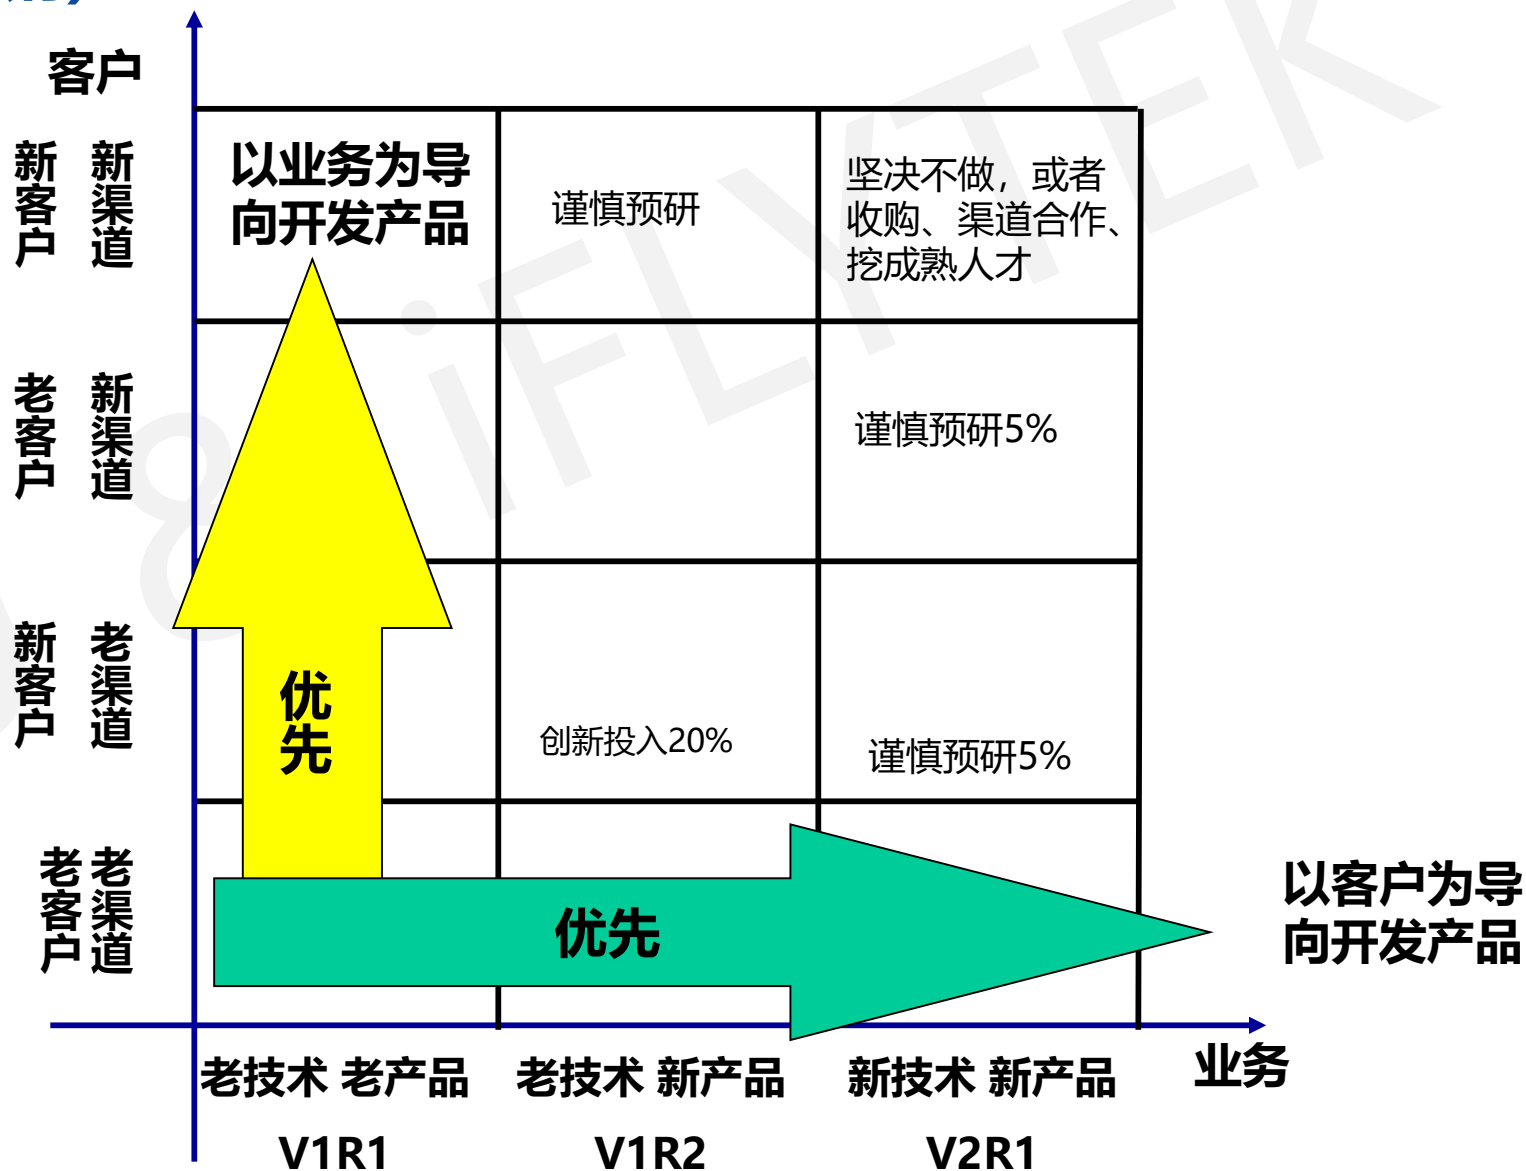 客户
新客户 新渠道
以业务为导
向开发产品
谨慎预研
坚决不做，或者
收购、渠道合作、
挖成熟人才
老客户 新渠道
谨慎预研5%
新客户 老渠道
优先
创新投入20%
谨慎预研5%
老客户 老渠道
优先
以客户为导
向开发产品
业务
老技术 老产品
老技术 新产品
新技术 新产品
V1R1
V1R2
V2R1
8 iFLYTEK